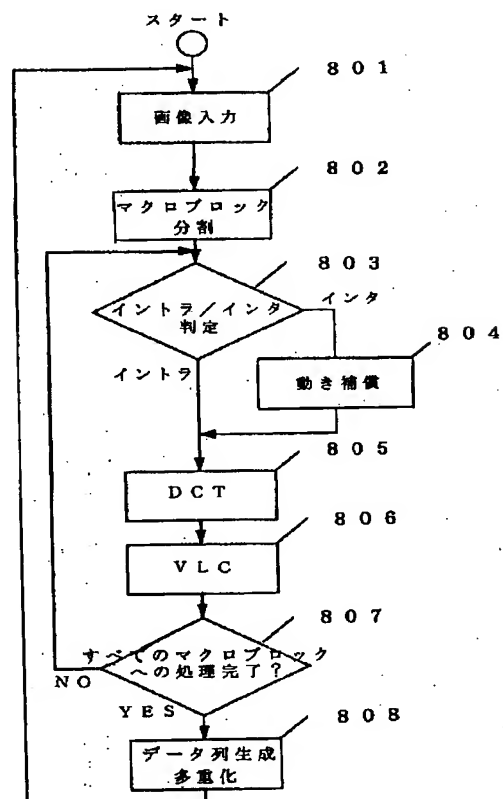 スタート
801
画像入力
802
マクロブロック
分割
803
イントラ/インタ
判定
インタ
イントラ
804
動き補償
805
DCT
806
VLC
807
すべてのマクロブロック
への処理完了?
NO
YES
808
データ列生成
多重化